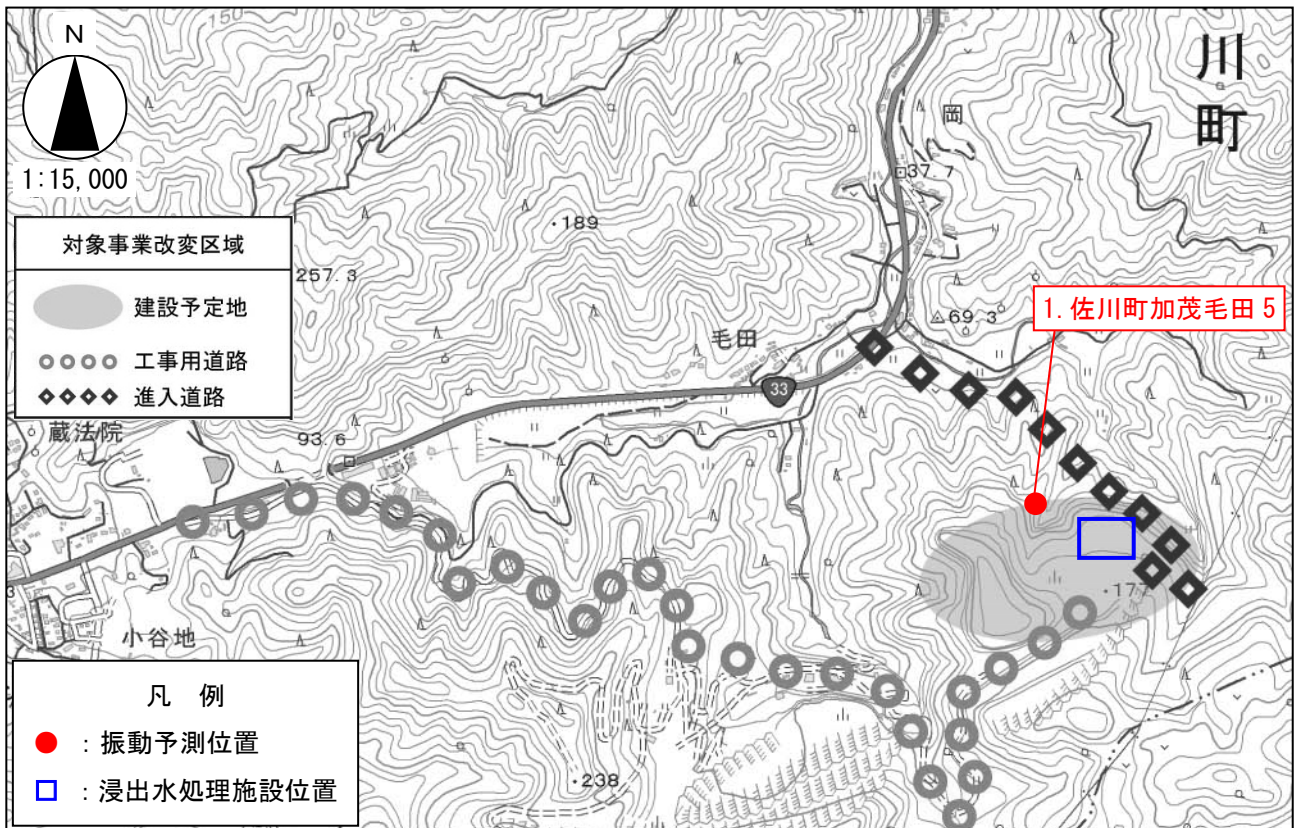 N
1:15,000
対象事業改変区域
建設予定地
工事用道路
進入道路
150
川
町
岡
37.7
・189
257.3
69.3
1. 佐川町加茂毛田 5
毛田
33
蔵法院
93.6
・177
小谷地
・238
凡 例
：振動予測位置
：浸出水処理施設位置